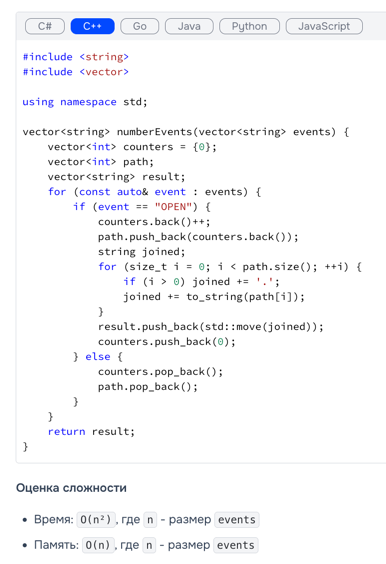 C# C++ Go Java Python JavaScript
#include <string>
#include <vector>
using namespace std;
vector<string> numberEvents(vector<string> events) {
    vector<int> counters = {0};
    vector<int> path;
    vector<string> result;
    for (const auto& event : events) {
        if (event == "OPEN") {
            counters.back()++;
            path.push_back(counters.back());
            string joined;
            for (size_t i = 0; i < path.size(); ++i) {
                if (i > 0) joined += '.';
                joined += to_string(path[i]);
            }
            result.push_back(std::move(joined));
            counters.push_back(0);
        } else {
            counters.pop_back();
            path.pop_back();
        }
    }
    return result;
}
Оценка сложности
• Время: O(n²), где n - размер events
• Память: O(n), где n - размер events